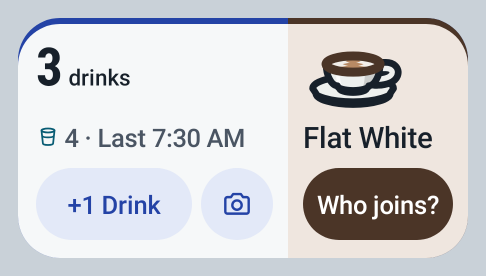 3 drinks
4 · Last 7:30 AM
+1 Drink
Flat White
Who joins?